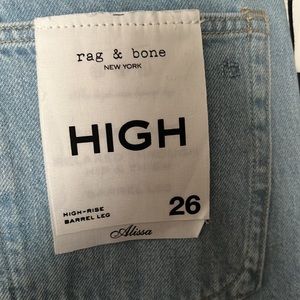 rag & bone
NEW YORK
HIGH
HIGH-RISE
BARREL LEG
26
Alissa